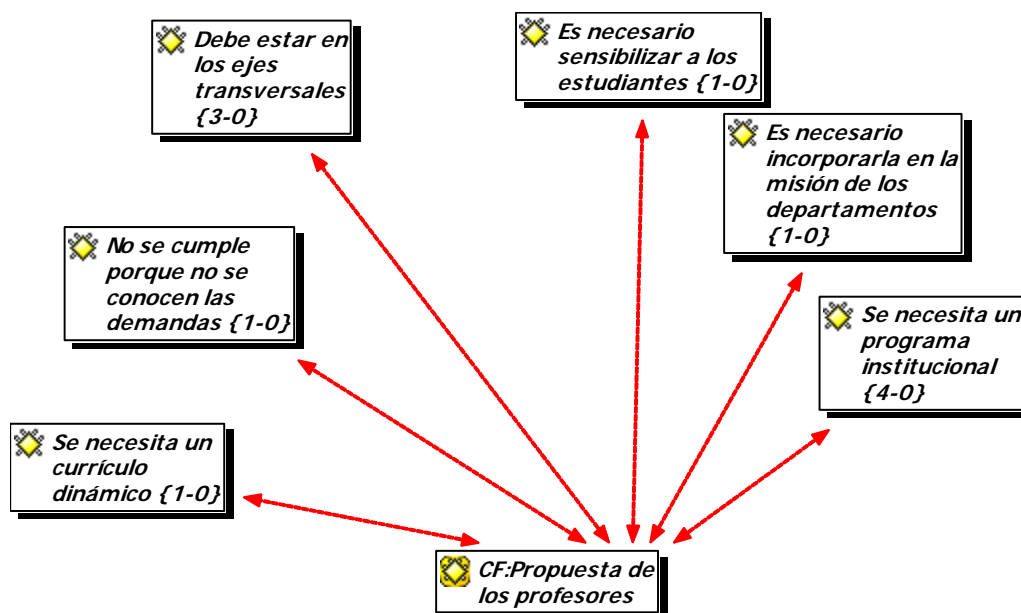 Debe estar en
los ejes
transversales
{3-0}
Es necesario
sensibilizar a los
estudiantes {1-0}
Es necesario
incorporarla en la
misión de los
departamentos
{1-0}
No se cumple
porque no se
conocen las
demandas {1-0}
Se necesita un
programa
institucional
{4-0}
Se necesita un
currículo
dinámico {1-0}
CF:Propuesta de
los profesores